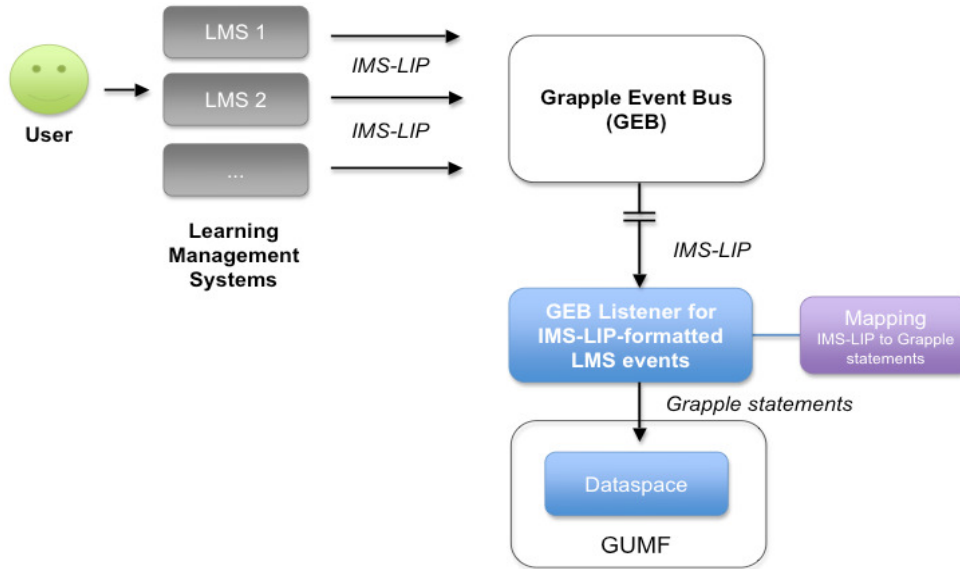 LMS 1
IMS-LIP
LMS 2
IMS-LIP
...
User
Learning
Management
Systems
Grapple Event Bus
(GEB)
IMS-LIP
GEB Listener for
IMS-LIP-formatted
LMS events
Mapping
IMS-LIP to Grapple
statements
Grapple statements
Dataspace
GUMF